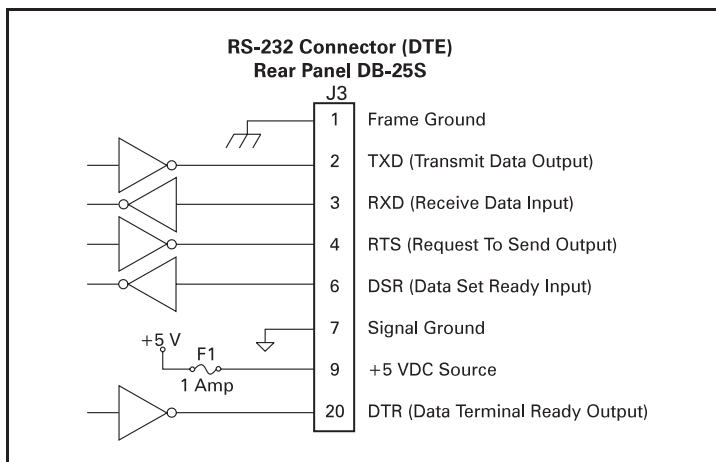 RS-232 Connector (DTE)
Rear Panel DB-25S
J3
1 Frame Ground
2 TXD (Transmit Data Output)
3 RXD (Receive Data Input)
4 RTS (Request To Send Output)
6 DSR (Data Set Ready Input)
7 Signal Ground
+5 V
F1
9 +5 VDC Source
1 Amp
20 DTR (Data Terminal Ready Output)